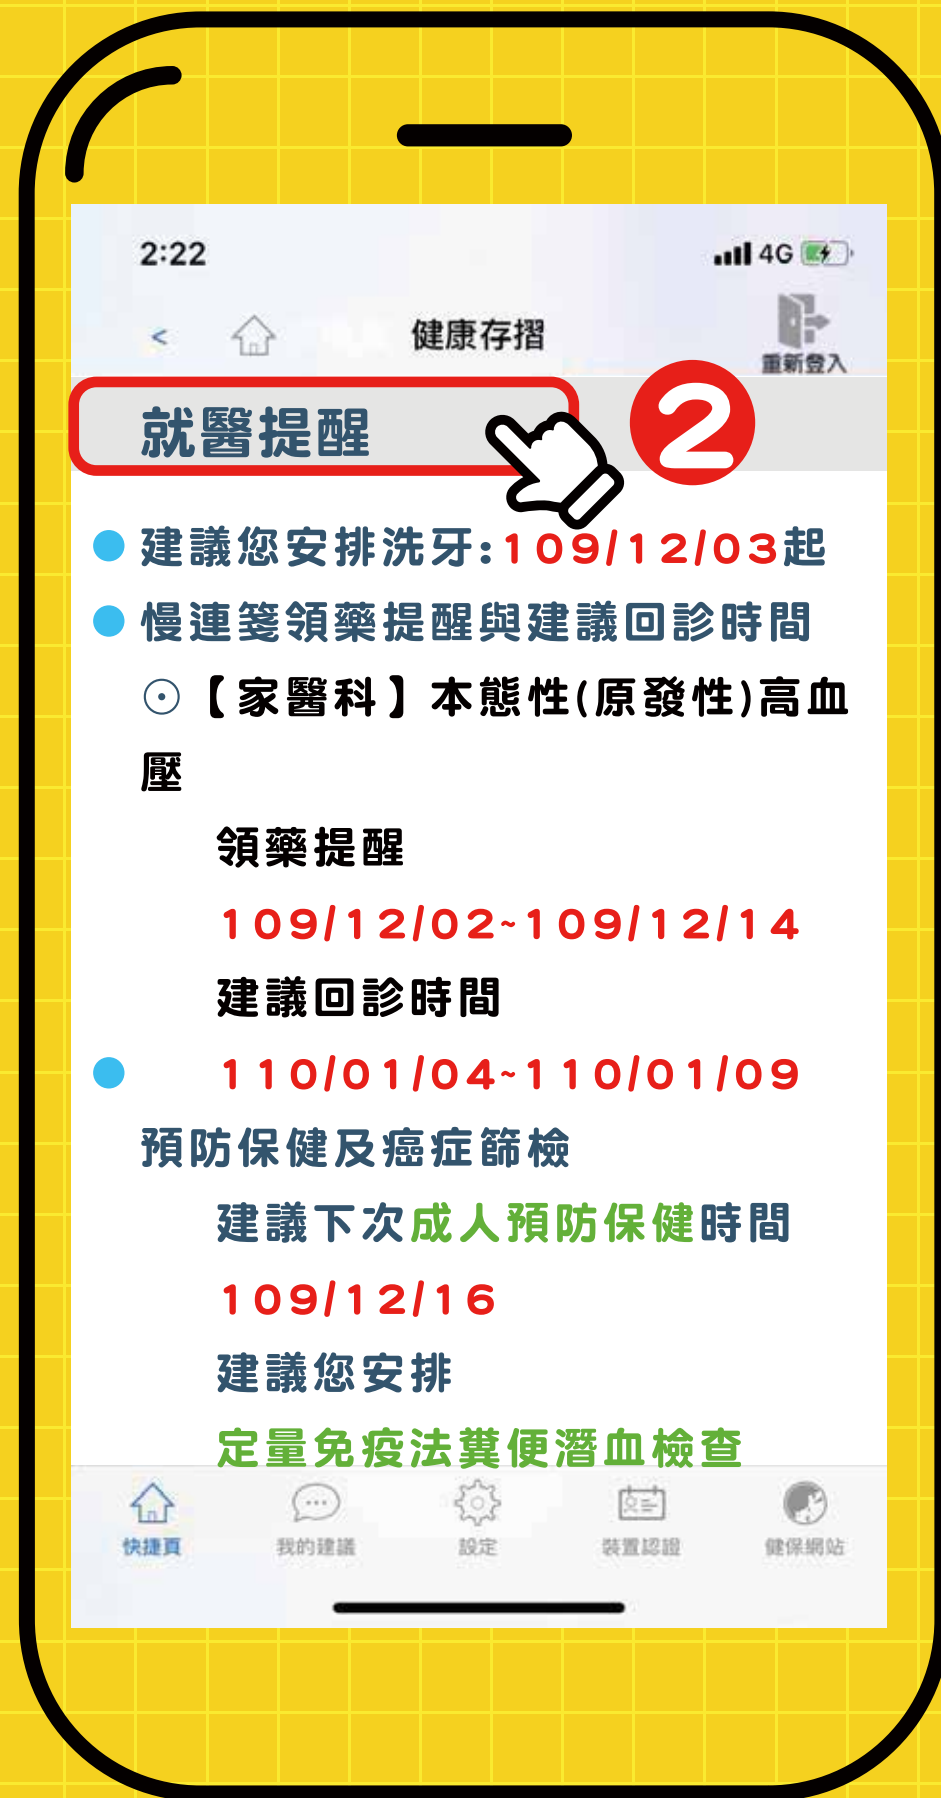 2:22
4G
<
健康存摺
重新登入
就醫提醒
2
建議您安排洗牙:109/12/03起
慢連箋領藥提醒與建議回診時間
⊙【家醫科】本態性(原發性)高血
壓
領藥提醒
109/12/02~109/12/14
建議回診時間
110/01/04~110/01/09
預防保健及癌症篩檢
建議下次成人預防保健時間
109/12/16
建議您安排
定量免疫法糞便潛血檢查
快捷頁
我的建議
設定
裝置認證
健保網站